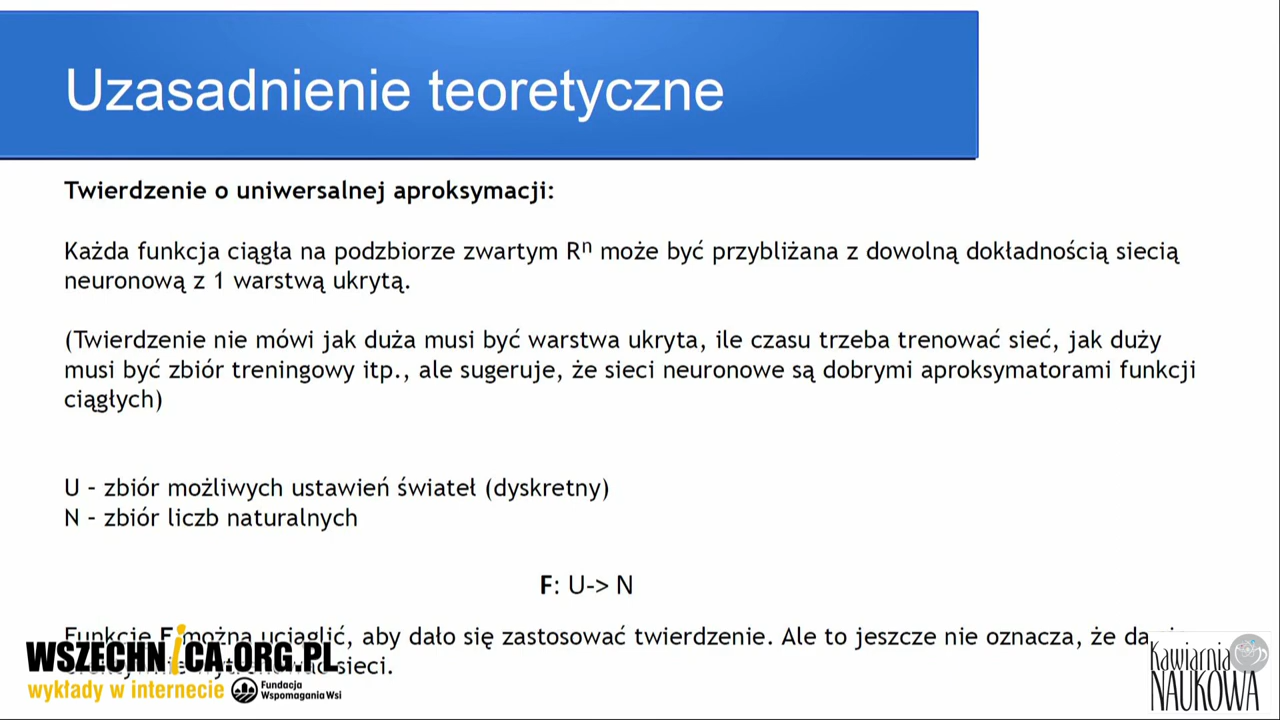 Uzasadnienie teoretyczne
Twierdzenie o uniwersalnej aproksymacji:
Każda funkcja ciągła na podzbiorze zwartym Rⁿ może być przybliżana z dowolną dokładnością siecią
neuronową z 1 warstwą ukrytą.
(Twierdzenie nie mówi jak duża musi być warstwa ukryta, ile czasu trzeba trenować sieć, jak duży
musi być zbiór treningowy itp., ale sugeruje, że sieci neuronowe są dobrymi aproksymatorami funkcji
ciągłych)
U – zbiór możliwych ustawień świateł (dyskretny)
N – zbiór liczb naturalnych
F: U-> N
Funkcję F można uciąglić, aby dało się zastosować twierdzenie. Ale to jeszcze nie oznacza, że da
sieci.
WSZECHNICA.ORG.PL
wykłady w internecie
Fundacja
Wspomagania Wsi
Kawiarnia
NAUKOWA